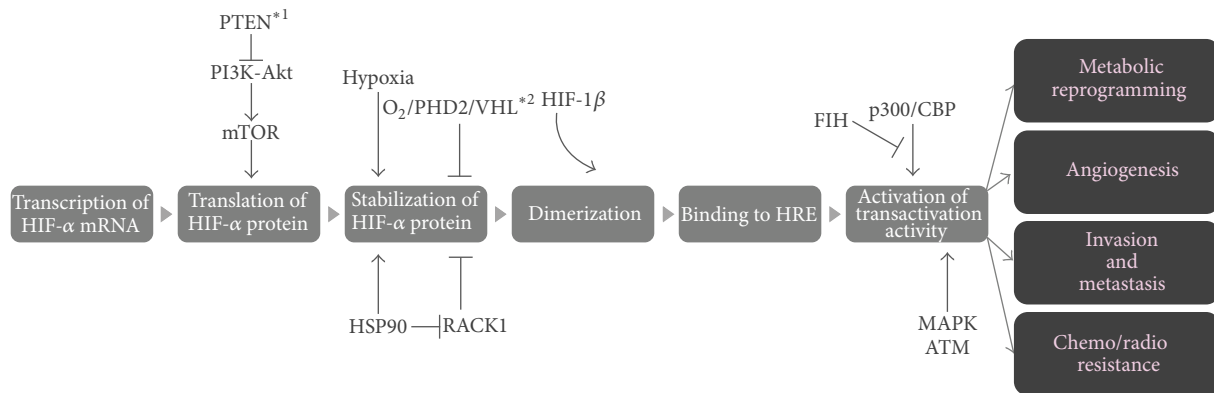 PTEN*1
PI3K-Akt
mTOR
Hypoxia
O₂/PHD2/VHL*2
HIF-1β
FIH
p300/CBP
Transcription of
HIF-α mRNA
Translation of
HIF-α protein
Stabilization of
HIF-α protein
Dimerization
Binding to HRE
Activation of
transactivation
activity
HSP90
RACK1
MAPK
ATM
Metabolic
reprogramming
Angiogenesis
Invasion
and
metastasis
Chemo/radio
resistance